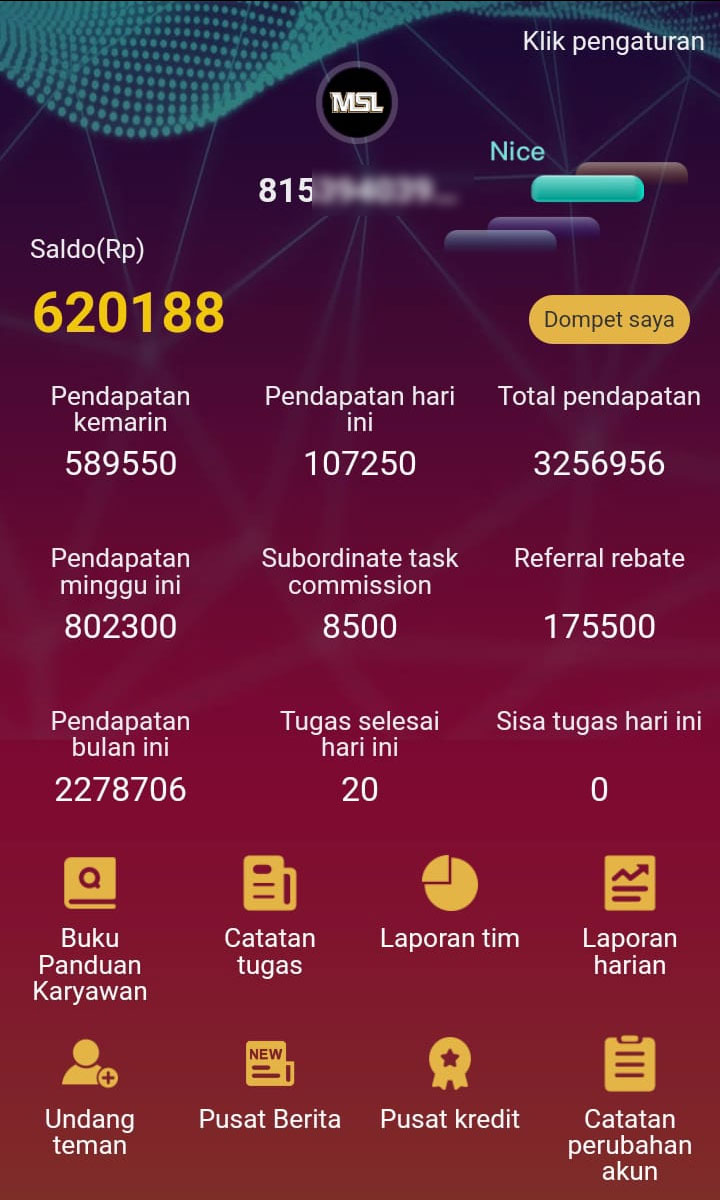 Klik pengaturan
MSL
Nice
815
Saldo(Rp)
620188
Dompet saya
Pendapatan
kemarin
589550
Pendapatan hari
ini
107250
Total pendapatan
3256956
Pendapatan
minggu ini
802300
Subordinate task
commission
8500
Referral rebate
175500
Pendapatan
bulan ini
2278706
Tugas selesai
hari ini
20
Sisa tugas hari ini
0
Buku
Panduan
Karyawan
Catatan
tugas
Laporan tim
Laporan
harian
Undang
teman
NEW
Pusat Berita
Pusat kredit
Catatan
perubahan
akun